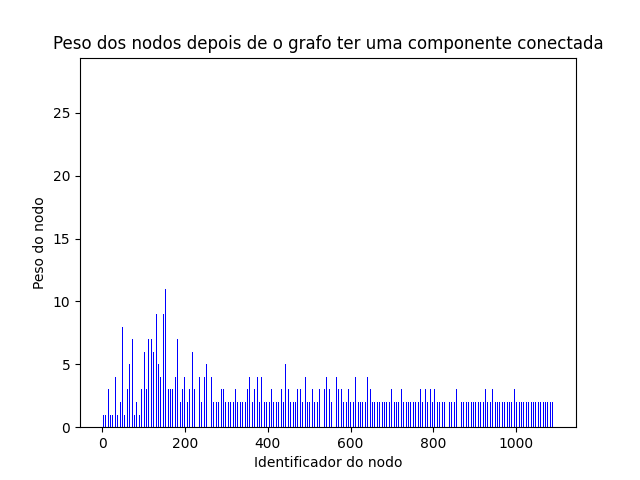 Peso dos nodos depois de o grafo ter uma componente conectada
Peso do nodo
25
20
15
10
5
0
0 200 400 600 800 1000
Identificador do nodo